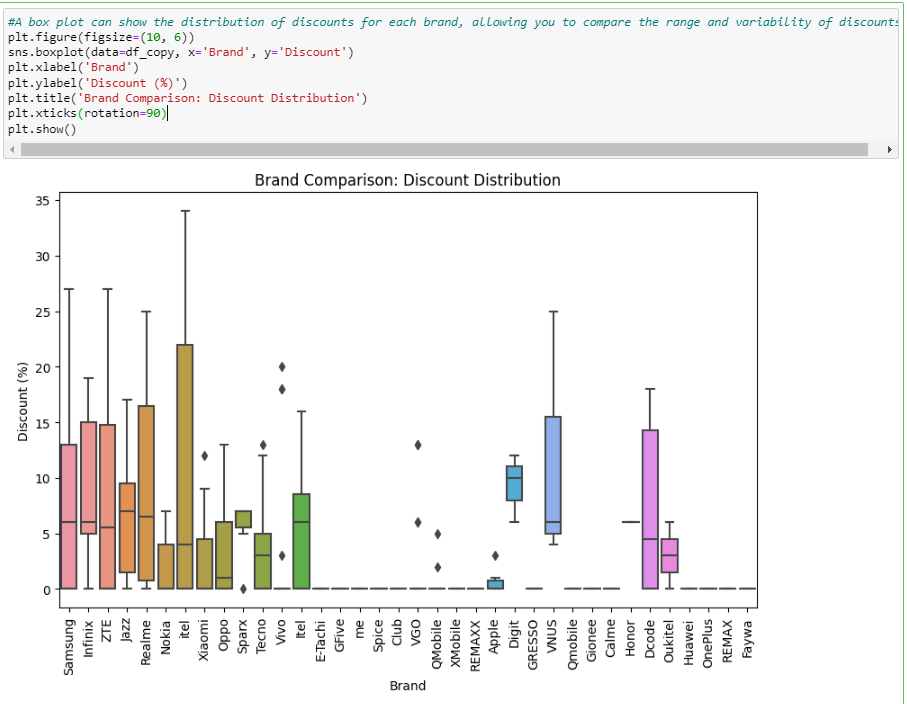 #A box plot can show the distribution of discounts for each brand, allowing you to compare the range and variability of discounts
plt.figure(figsize=(10, 6))
sns.boxplot(data=df_copy, x='Brand', y='Discount')
plt.xlabel('Brand')
plt.ylabel('Discount (%)')
plt.title('Brand Comparison: Discount Distribution')
plt.xticks(rotation=90)
plt.show()
Brand Comparison: Discount Distribution
35
30
25
20
15
10
5
0
Discount (%)
Samsung
Infinix
ZTE
Jazz
Realme
Nokia
itel
Xiaomi
Oppo
Sparx
Tecno
Vivo
Itel
E-Tachi
GFive
me
Spice
Club
VGO
QMobile
XMobile
REMAXX
Apple
Digit
GRESSO
VNUS
Qmobile
Gionee
Calme
Honor
Dcode
Oukitel
Huawei
OnePlus
REMAX
Faywa
Brand